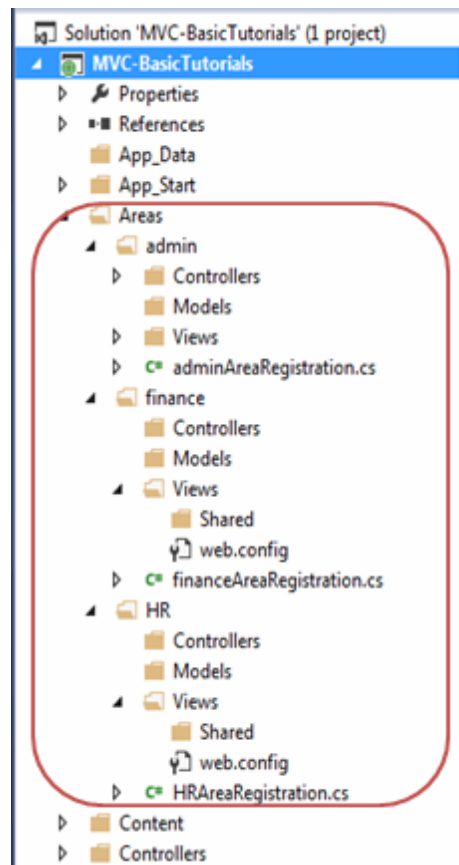 Solution 'MVC-BasicTutorials' (1 project)
MVC-BasicTutorials
Properties
References
App_Data
App_Start
Areas
admin
Controllers
Models
Views
C# adminAreaRegistration.cs
finance
Controllers
Models
Views
Shared
web.config
C# financeAreaRegistration.cs
HR
Controllers
Models
Views
Shared
web.config
C# HRAreaRegistration.cs
Content
Controllers